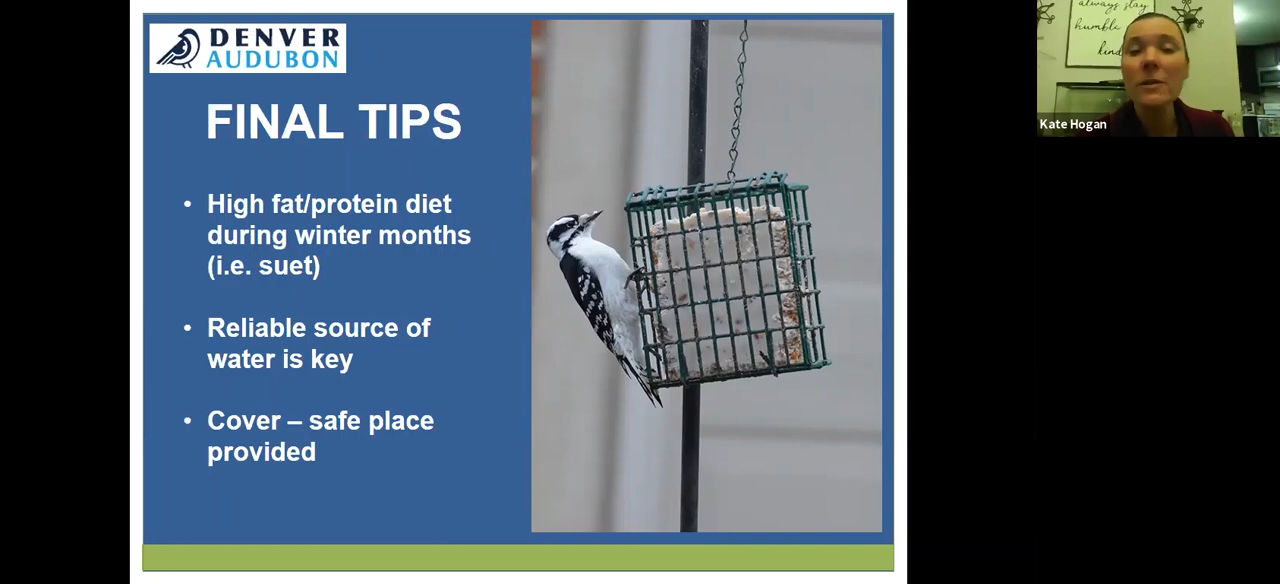 DENVER
AUDUBON
FINAL TIPS
• High fat/protein diet
during winter months
(i.e. suet)
• Reliable source of
water is key
• Cover – safe place
provided
always stay
humble
kind
Kate Hogan